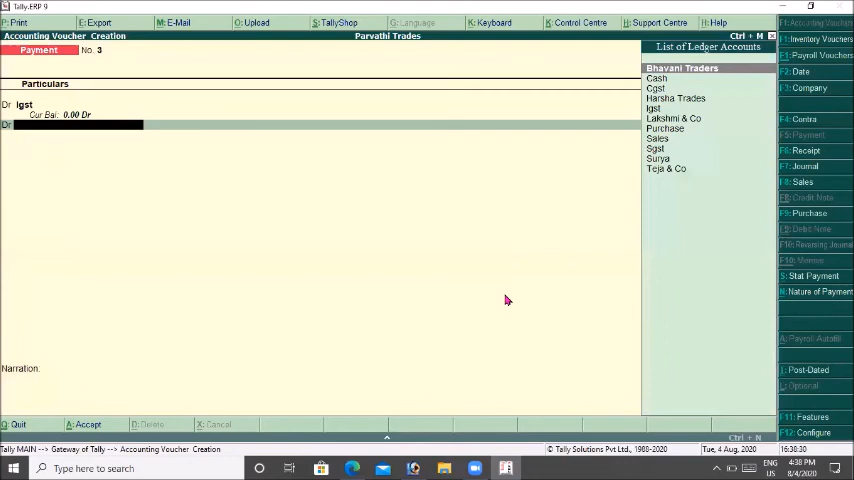 Tally.ERP 9
P: Print E: Export M: E-Mail O: Upload S: TallyShop G: Language K: Keyboard K: Control Centre H: Support Centre H: Help
Accounting Voucher Creation Parvathi Trades Ctrl + M
Payment No. 3
Particulars
Dr Igst
Cur Bal: 0.00 Dr
Dr
Narration:
List of Ledger Accounts
Bhavani Traders
Cash
Cgst
Harsha Trades
Igst
Lakshmi & Co
Purchase
Sales
Sgst
Surya
Teja & Co
F1: Accounting Vouchers
F1: Inventory Vouchers
F1: Payroll Vouchers
F2: Date
F3: Company
F4: Contra
F5: Payment
F6: Receipt
F7: Journal
F8: Sales
F8: Credit Note
F9: Purchase
F9: Debit Note
F10: Reversing Journal
F10: Memos
S: Stat Payment
N: Nature of Payment
A: Payroll Autofill
T: Post-Dated
L: Optional
F11: Features
F12: Configure
Q: Quit A: Accept D: Delete X: Cancel
Ctrl + N
Tally MAIN --> Gateway of Tally --> Accounting Voucher Creation © Tally Solutions Pvt Ltd., 1988-2020 Tue, 4 Aug, 2020 16:38:30
Type here to search
ENG
US
4:38 PM
8/4/2020